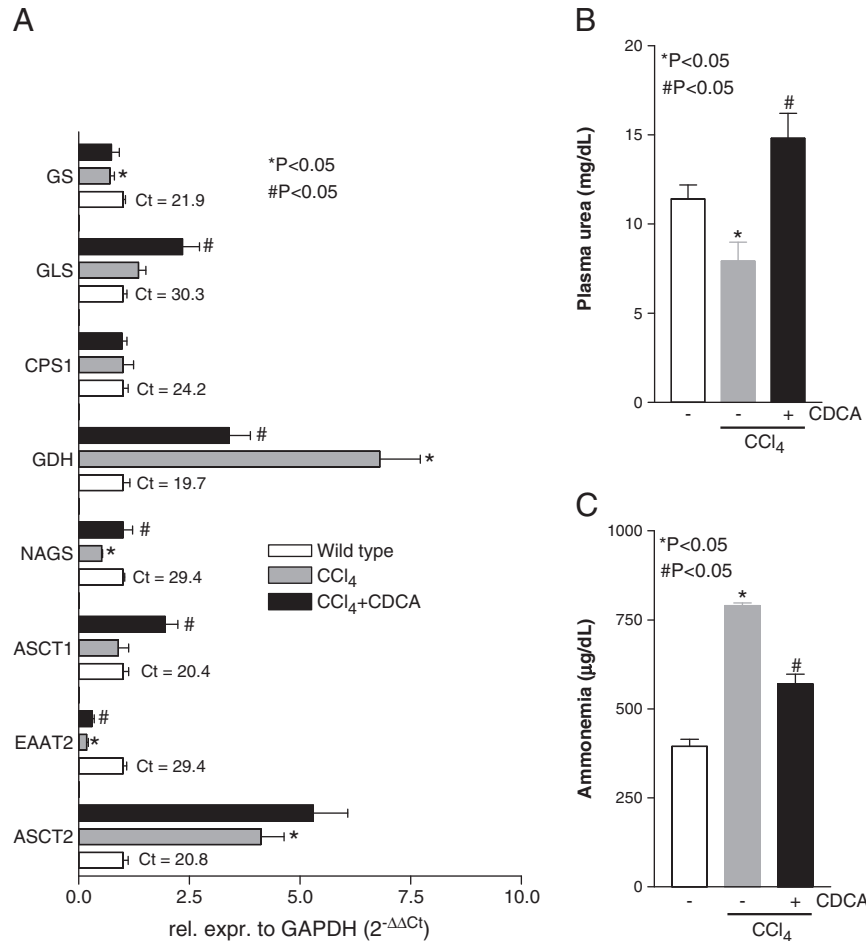 A
*P<0.05
#P<0.05
GS
*
Ct = 21.9
GLS
#
Ct = 30.3
CPS1
Ct = 24.2
GDH
#
*
Ct = 19.7
NAGS
#
*
Ct = 29.4
Wild type
CCl4
CCl4+CDCA
ASCT1
#
Ct = 20.4
EAAT2
#
*
Ct = 29.4
ASCT2
*
Ct = 20.8
0.0 2.5 5.0 7.5 10.0
rel. expr. to GAPDH (2-ΔΔCt)
B
20
15
10
5
0
Plasma urea (mg/dL)
*P<0.05
#P<0.05
*
#
- - + CDCA
CCl4
C
1000
750
500
250
0
Ammonemia (μg/dL)
*P<0.05
#P<0.05
*
#
- - + CDCA
CCl4